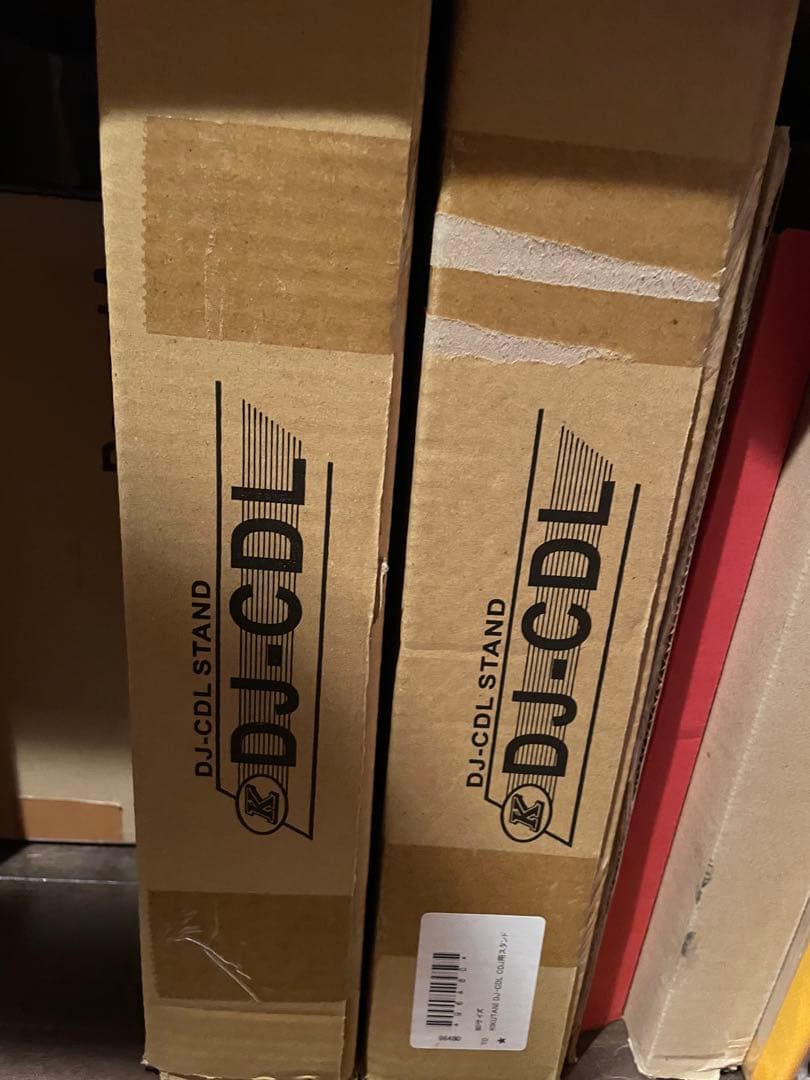 DJ-CDL STAND
DJ-CDL
K
DJ-CDL STAND
DJ-CDL
K
KIKUTANI DJ-CDL CDJ用スタンド